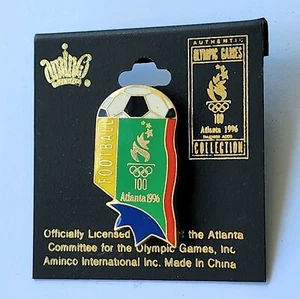 Aminco
AUTHENTIC
OLYMPIC GAMES
100
Atlanta 1996
COLLECTION
FOOTBALL
100
Atlanta 1996
Officially Licensed
t the Atlanta
Committee for the Olympic Games, Inc.
Aminco International Inc. Made In China